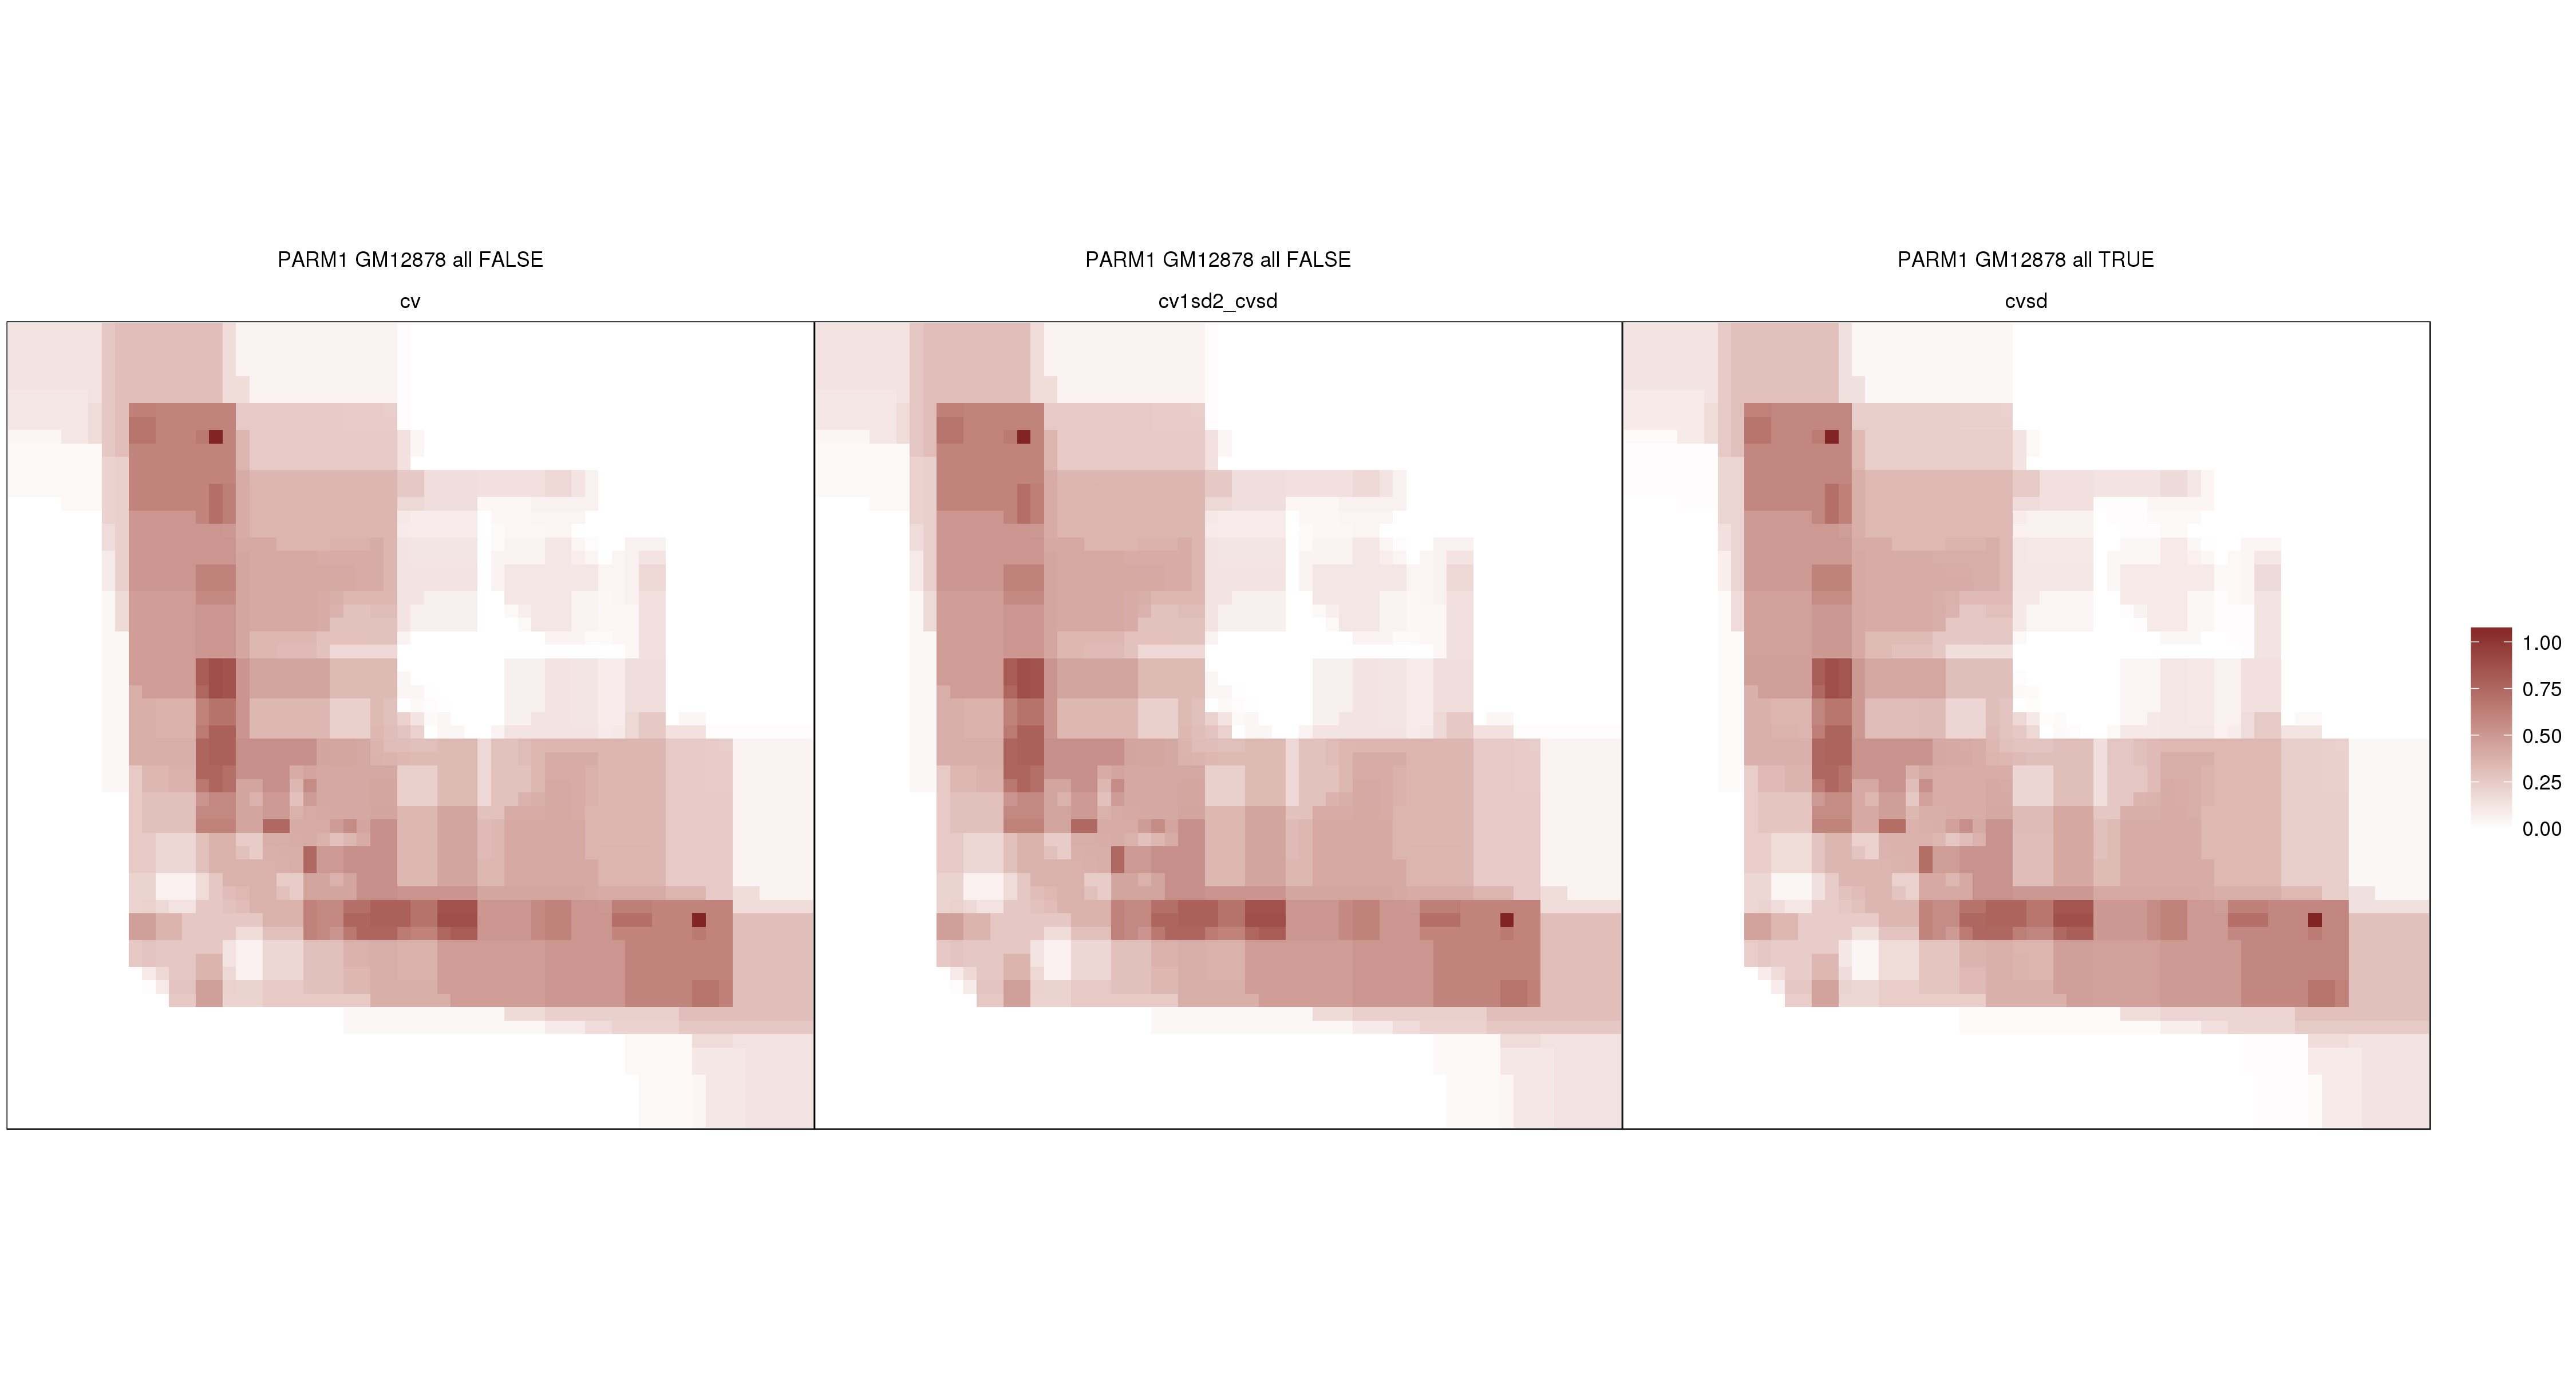 PARM1 GM12878 all FALSE
cv
PARM1 GM12878 all FALSE
cv1sd2_cvsd
PARM1 GM12878 all TRUE
cvsd
1.00
0.75
0.50
0.25
0.00